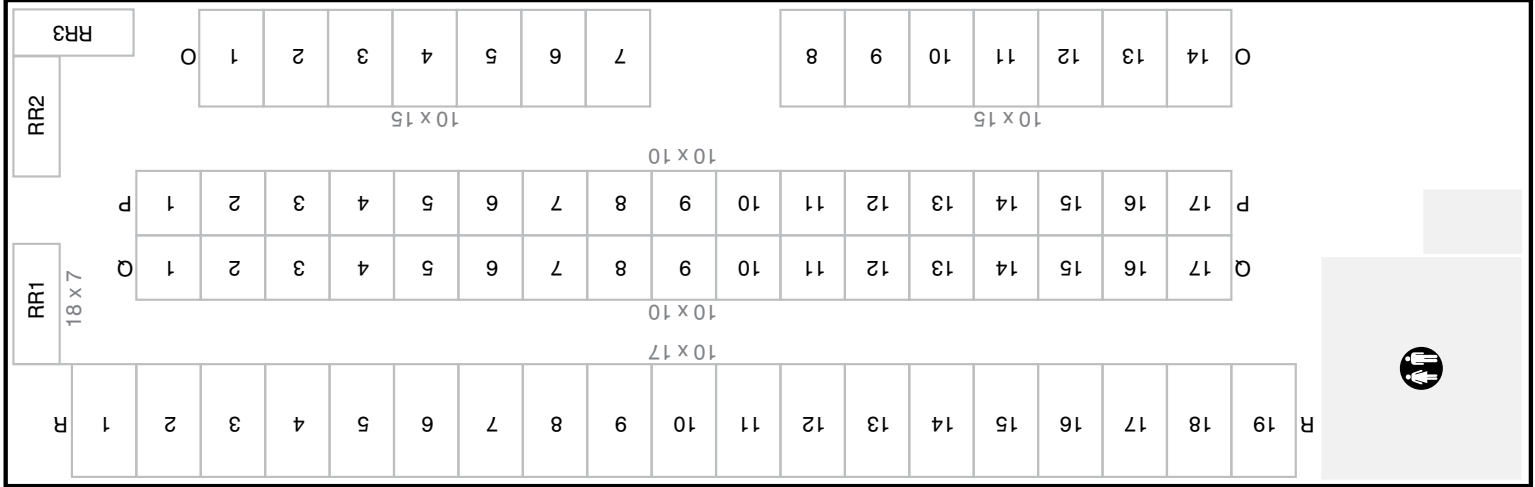 R 19 18 17 16 15 14 13 12 11 10 9 8 7 6 5 4 3 2 1 R
10 x 17
10 x 10
18 x 7
RR1
Q 17 16 15 14 13 12 11 10 9 8 7 6 5 4 3 2 1 Q
P 17 16 15 14 13 12 11 10 9 8 7 6 5 4 3 2 1 P
10 x 10
10 x 15
10 x 15
RR2
O 14 13 12 11 10 9 8 7 6 5 4 3 2 1 O
RR3